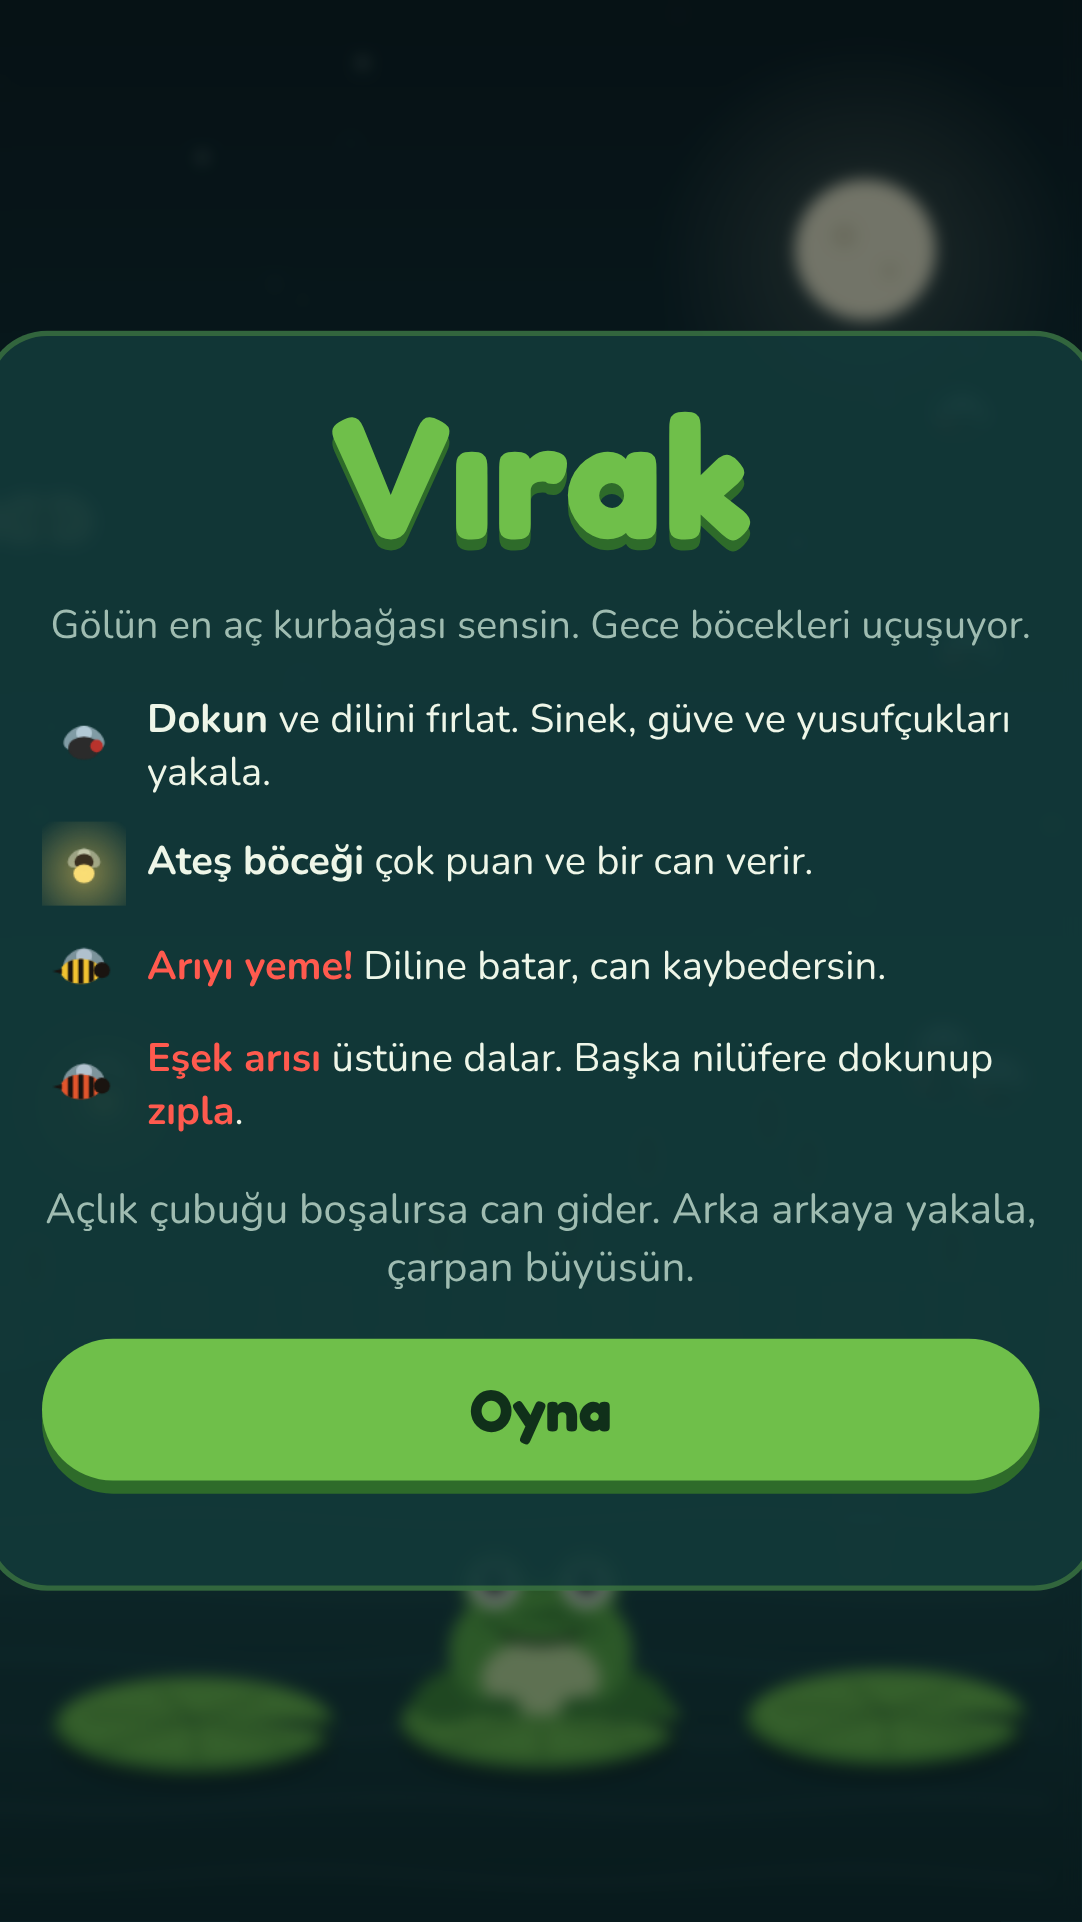 Vırak
Gölün en aç kurbağası sensin. Gece böcekleri uçuşuyor.
Dokun ve dilini fırlat. Sinek, güve ve yusufçukları
yakala.
Ateş böceği çok puan ve bir can verir.
Arıyı yeme! Diline batar, can kaybedersin.
Eşek arısı üstüne dalar. Başka nilüfere dokunup
zıpla.
Açlık çubuğu boşalırsa can gider. Arka arkaya yakala,
çarpan büyüsün.
Oyna